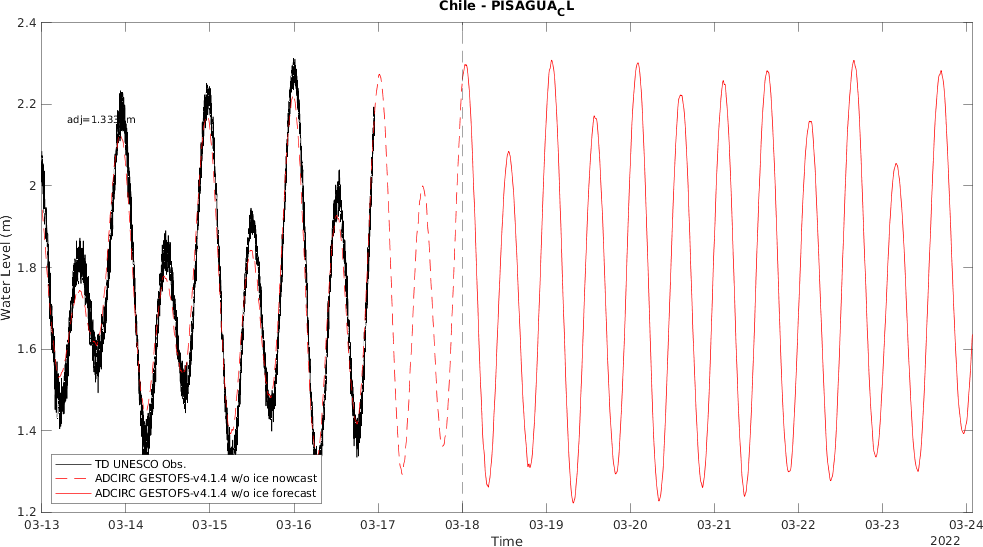 Chile - PISAGUA_CL
2.4
2.2
2
1.8
1.6
1.4
1.2
Water Level (m)
adj=1.333 m
TD UNESCO Obs.
ADCIRC GESTOFS-v4.1.4 w/o ice nowcast
ADCIRC GESTOFS-v4.1.4 w/o ice forecast
03-13 03-14 03-15 03-16 03-17 03-18 03-19 03-20 03-21 03-22 03-23 03-24
Time
2022